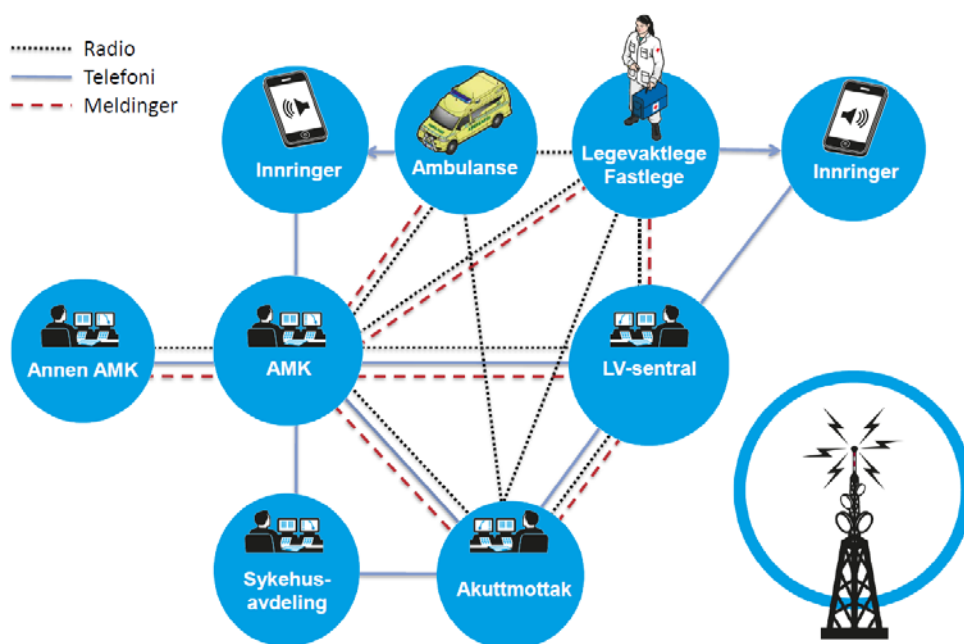 Radio
Telefoni
Meldinger
Innringer
Ambulanse
Legevaktlege
Fastlege
Innringer
Annen AMK
AMK
LV-sentral
Sykehus-
avdeling
Akuttmottak